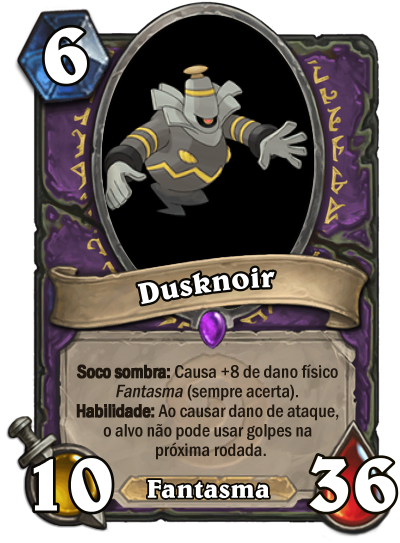 6
Dusknoir
Soco sombra: Causa +8 de dano físico
Fantasma (sempre acerta).
Habilidade: Ao causar dano de ataque,
o alvo não pode usar golpes na
próxima rodada.
10
Fantasma
36